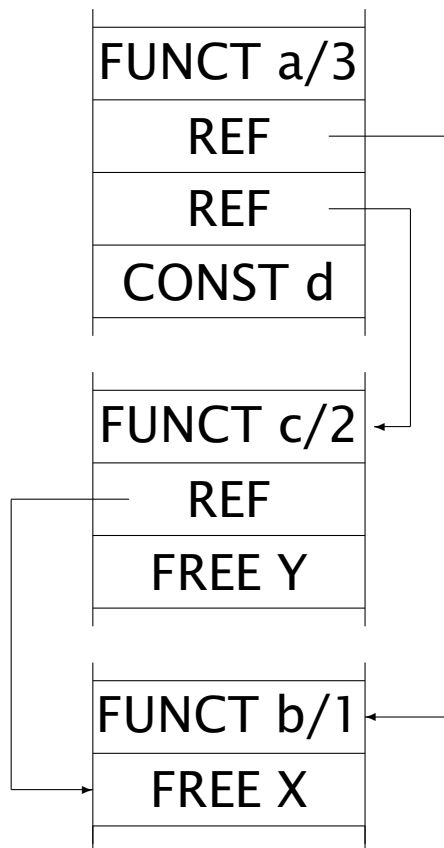 FUNCT a/3
REF
REF
CONST d
FUNCT c/2
REF
FREE Y
FUNCT b/1
FREE X